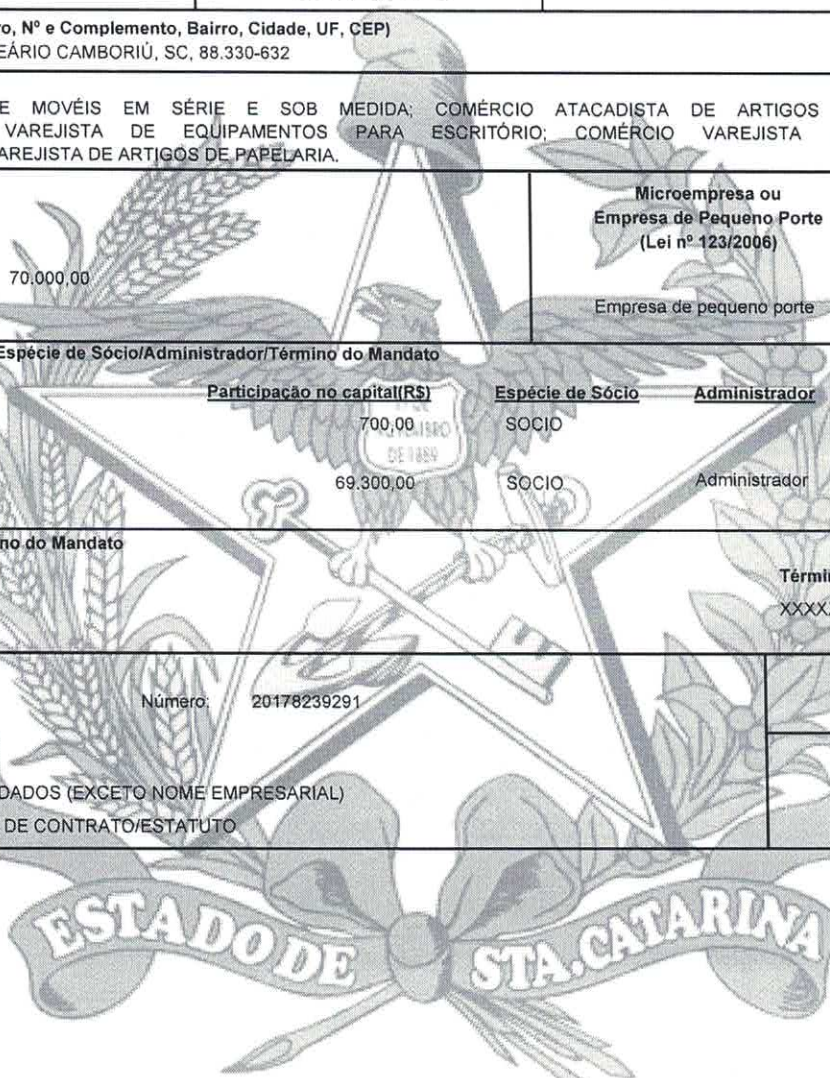 ro, Nº e Complemento, Bairro, Cidade, UF, CEP)
EÁRIO CAMBORIÚ, SC, 88.330-632
E MOVÉIS EM SÉRIE E SOB MEDIDA; COMÉRCIO ATACADISTA DE ARTIGOS
VAREJISTA DE EQUIPAMENTOS PARA ESCRITÓRIO; COMÉRCIO VAREJISTA
AREJISTA DE ARTIGOS DE PAPELARIA.
Microempresa ou
Empresa de Pequeno Porte
(Lei nº 123/2006)
70.000,00
Empresa de pequeno porte
Espécie de Sócio/Administrador/Término do Mandato
Participação no capital(R$) Espécie de Sócio Administrador
700,00 SOCIO
69.300,00 SOCIO Administrador
no do Mandato
Térmi
XXXX
Número: 20178239291
DADOS (EXCETO NOME EMPRESARIAL)
DE CONTRATO/ESTATUTO
ESTADO DE STA. CATARINA